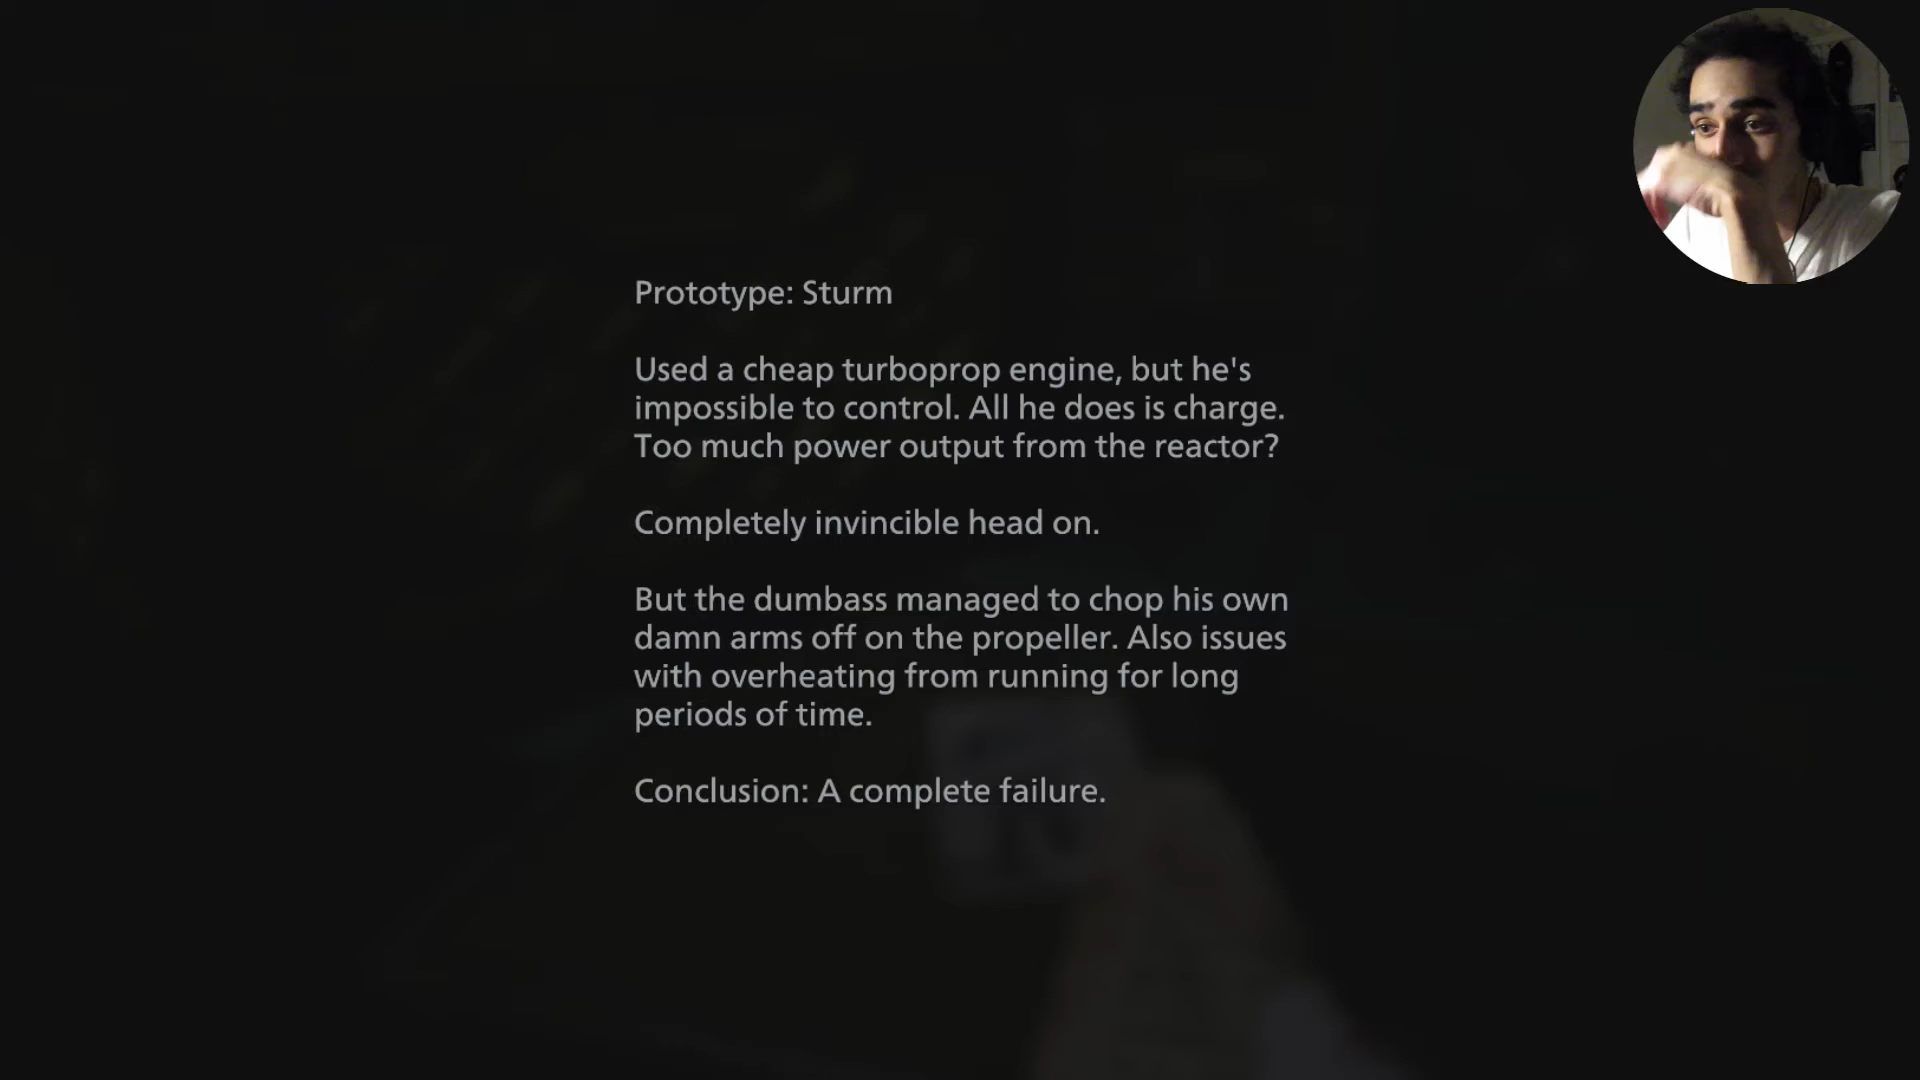 Prototype: Sturm
Used a cheap turboprop engine, but he's
impossible to control. All he does is charge.
Too much power output from the reactor?
Completely invincible head on.
But the dumbass managed to chop his own
damn arms off on the propeller. Also issues
with overheating from running for long
periods of time.
Conclusion: A complete failure.